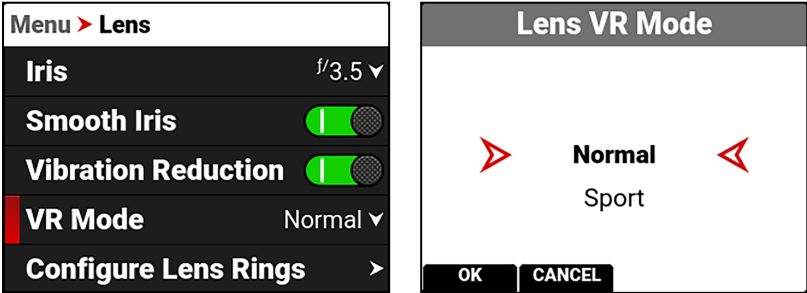 Menu > Lens
Iris f/3.5
Smooth Iris
Vibration Reduction
VR Mode Normal
Configure Lens Rings
Lens VR Mode
Normal
Sport
OK CANCEL